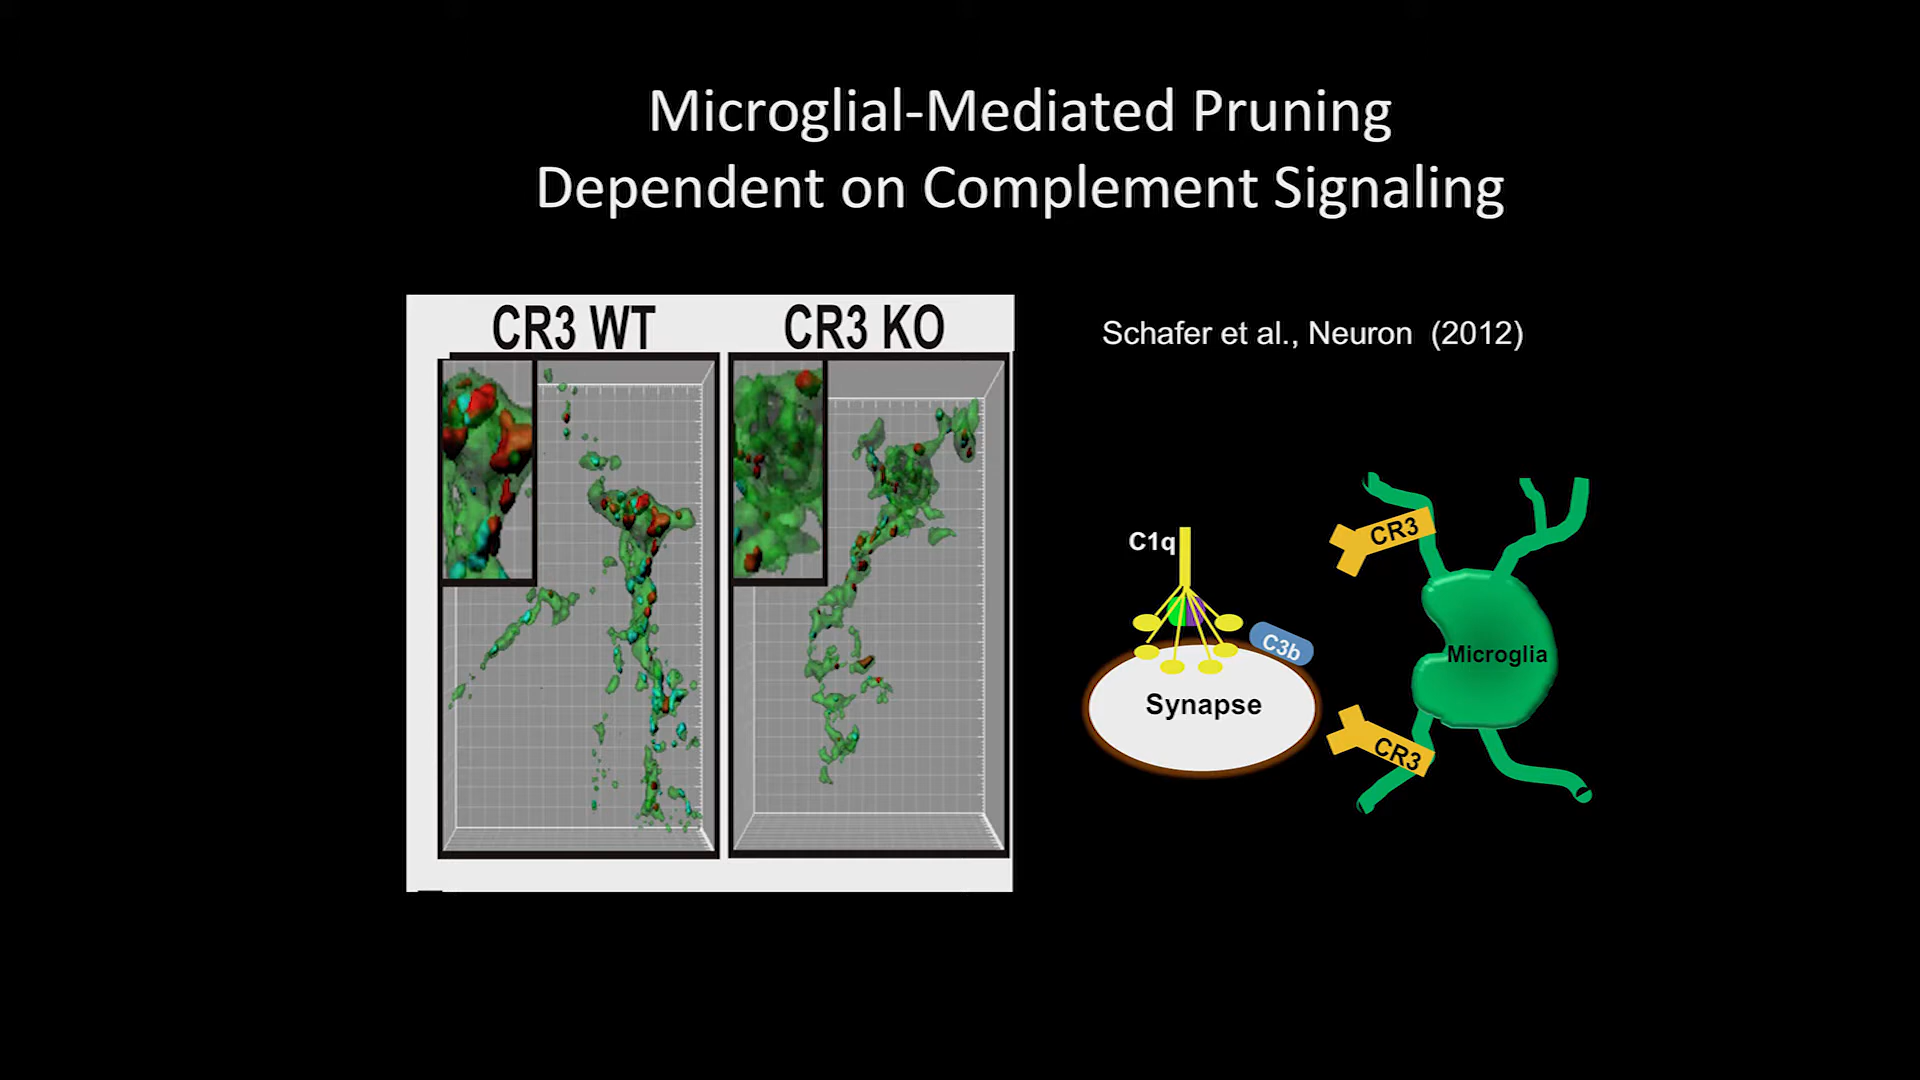 Microglial-Mediated Pruning
Dependent on Complement Signaling
CR3 WT
CR3 KO
Schafer et al., Neuron (2012)
C1q
C3b
Synapse
CR3
Microglia
CR3